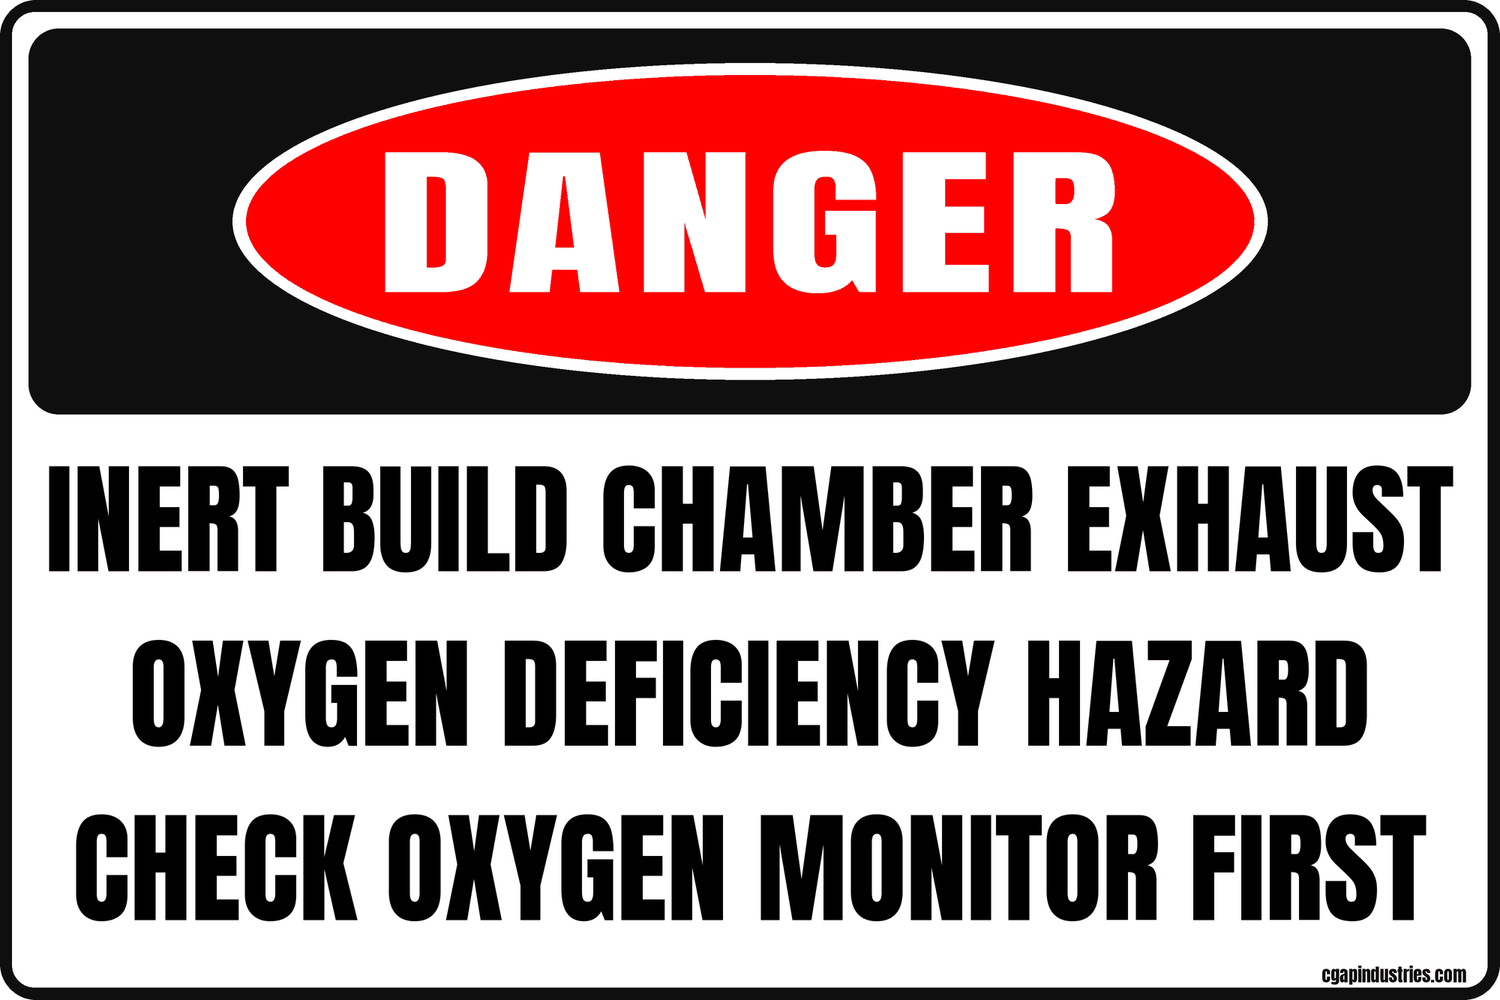 DANGER
INERT BUILD CHAMBER EXHAUST
OXYGEN DEFICIENCY HAZARD
CHECK OXYGEN MONITOR FIRST
cgapindustries.com